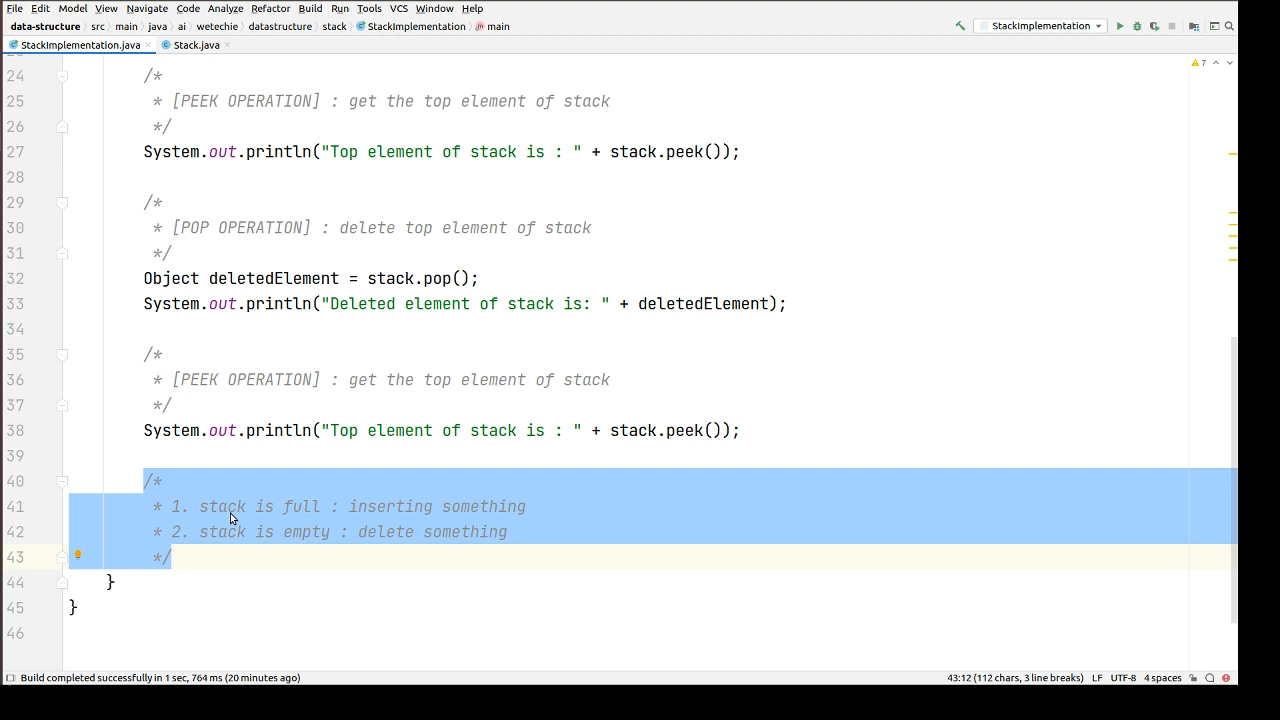 File Edit Model View Navigate Code Analyze Refactor Build Run Tools VCS Window Help
data-structure src main java ai wetechie datastructure stack StackImplementation main StackImplementation
StackImplementation.java Stack.java
7
24 /*
25 * [PEEK OPERATION] : get the top element of stack
26 */
27 System.out.println("Top element of stack is : " + stack.peek());
28
29 /*
30 * [POP OPERATION] : delete top element of stack
31 */
32 Object deletedElement = stack.pop();
33 System.out.println("Deleted element of stack is: " + deletedElement);
34
35 /*
36 * [PEEK OPERATION] : get the top element of stack
37 */
38 System.out.println("Top element of stack is : " + stack.peek());
39
40 /*
41 * 1. stack is full : inserting something
42 * 2. stack is empty : delete something
43 */
44 }
45 }
46
Build completed successfully in 1 sec, 764 ms (20 minutes ago) 43:12 (112 chars, 3 line breaks) LF UTF-8 4 spaces